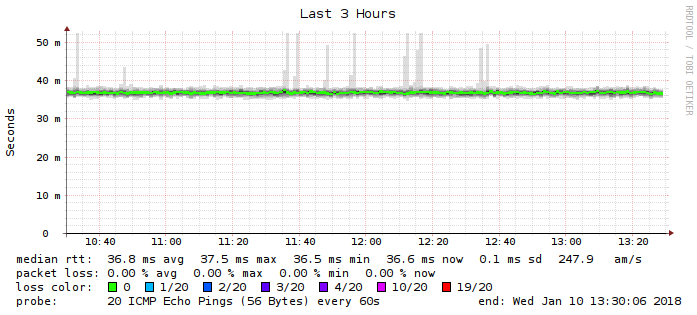 Last 3 Hours
RRDTOOL / TOBI OETIKER
Seconds
50 m
40 m
30 m
20 m
10 m
0
10:40 11:00 11:20 11:40 12:00 12:20 12:40 13:00 13:20
median rtt: 36.8 ms avg 37.5 ms max 36.5 ms min 36.6 ms now 0.1 ms sd 247.9 am/s
packet loss: 0.00 % avg 0.00 % max 0.00 % min 0.00 % now
loss color: 0 1/20 2/20 3/20 4/20 10/20 19/20
probe: 20 ICMP Echo Pings (56 Bytes) every 60s end: Wed Jan 10 13:30:06 2018